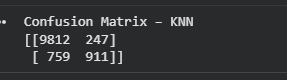 • Confusion Matrix – KNN
[[9812 247]
[ 759 911]]